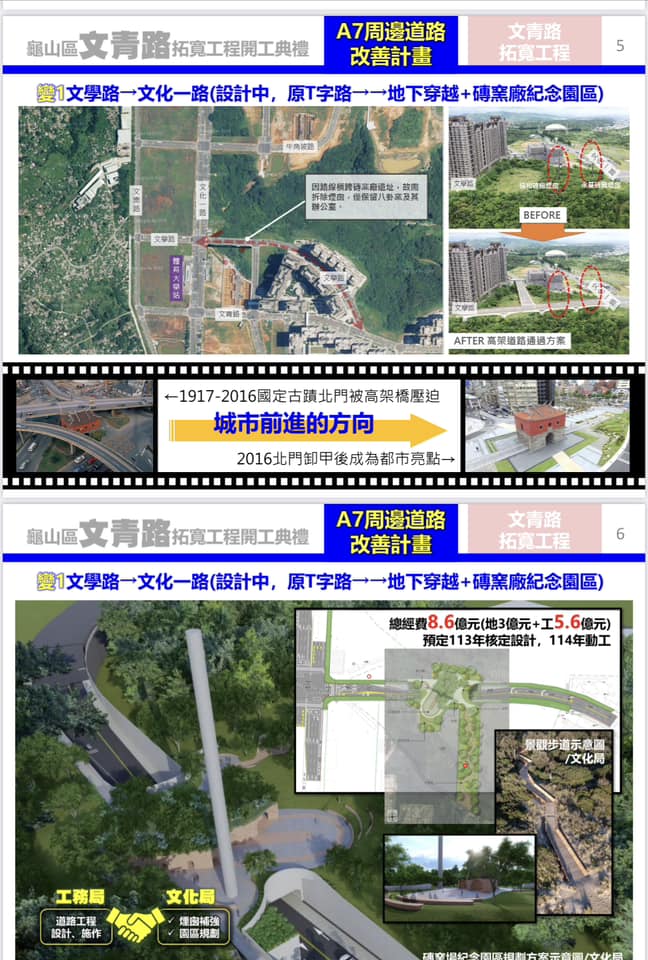 龜山區文青路拓寬工程開工典禮
A7周邊道路
改善計畫
文青路
拓寬工程
5
變1文學路→文化一路(設計中，原T字路→→地下穿越+磚窯廠紀念園區)
牛角坡路
文德路
文化一路
因路線橫跨磚窯廠遺址，故需
拆除煙囪，僅保留八卦窯及其
辦公室。
文學路
體育大學站
文學路
文青路
文學路
BEFORE
文學路
AFTER 高架道路通過方案
←1917-2016國定古蹟北門被高架橋壓迫
城市前進的方向
2016北門卸甲後成為都市亮點→
龜山區文青路拓寬工程開工典禮
A7周邊道路
改善計畫
文青路
拓寬工程
6
變1文學路→文化一路(設計中，原T字路→→地下穿越+磚窯廠紀念園區)
總經費8.6億元(地3億元+工5.6億元)
預定113年核定設計，114年動工
景觀步道示意圖
/文化局
工務局
文化局
道路工程
設計、施作
✓ 煙囪補強
✓ 園區規劃
磚窯場紀念園區規劃方案示意圖/文化局